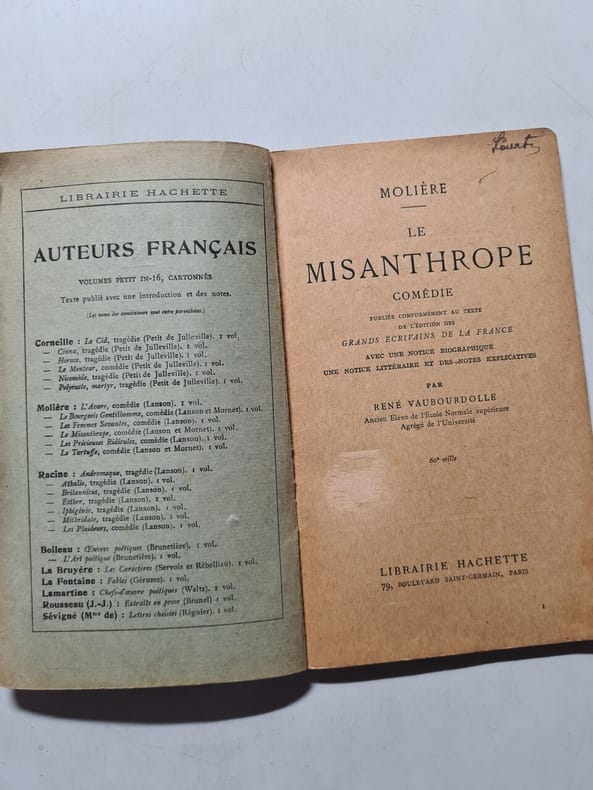 LIBRAIRIE HACHETTE
AUTEURS FRANÇAIS
VOLUMES PETIT IN-16, CARTONNÉS
Texte publié avec une introduction et des notes.
(Les noms des annotateurs sont entre parenthèses.)
Corneille : Le Cid, tragédie (Petit de Julleville). 1 vol.
— Cinna, tragédie (Petit de Julleville). 1 vol.
— Horace, tragédie (Petit de Julleville). 1 vol.
— Le Menteur, comédie (Petit de Julleville). 1 vol.
— Nicomède, tragédie (Petit de Julleville). 1 vol.
— Polyeucte, martyr, tragédie (Petit de Julleville). 1 vol.
Molière : L'Avare, comédie (Lanson). 1 vol.
— Le Bourgeois Gentilhomme, comédie (Lanson et Mornet). 1 vol.
— Les Femmes Savantes, comédie (Lanson). 1 vol.
— Le Misanthrope, comédie (Lanson et Mornet). 1 vol.
— Les Précieuses Ridicules, comédie (Lanson). 1 vol.
— Le Tartuffe, comédie (Lanson et Mornet). 1 vol.
Racine : Andromaque, tragédie (Lanson). 1 vol.
— Athalie, tragédie (Lanson). 1 vol.
— Britannicus, tragédie (Lanson). 1 vol.
— Esther, tragédie (Lanson). 1 vol.
— Iphigénie, tragédie (Lanson). 1 vol.
— Mithridate, tragédie (Lanson). 1 vol.
— Les Plaideurs, comédie (Lanson). 1 vol.
Boileau : Œuvres poétiques (Brunetière). 1 vol.
— L'Art poétique (Brunetière). 1 vol.
La Bruyère : Les Caractères (Servois et Rébelliau). 1 vol.
La Fontaine : Fables (Géruzez). 1 vol.
Lamartine : Chefs-d'œuvre poétiques (Waltz). 1 vol.
Rousseau (J.-J.) : Extraits en prose (Brunel) 1 vol.
Sévigné (Mme de) : Lettres choisies (Régnier). 1 vol.
MOLIÈRE
LE
MISANTHROPE
COMÉDIE
PUBLIÉE CONFORMÉMENT AU TEXTE
DE L'ÉDITION DES
GRANDS ÉCRIVAINS DE LA FRANCE
AVEC UNE NOTICE BIOGRAPHIQUE
UNE NOTICE LITTÉRAIRE ET DES NOTES EXPLICATIVES
PAR
RENÉ VAUBOURDOLLE
Ancien Élève de l'École Normale supérieure
Agrégé de l'Université
60e mille
LIBRAIRIE HACHETTE
79, BOULEVARD SAINT-GERMAIN, PARIS